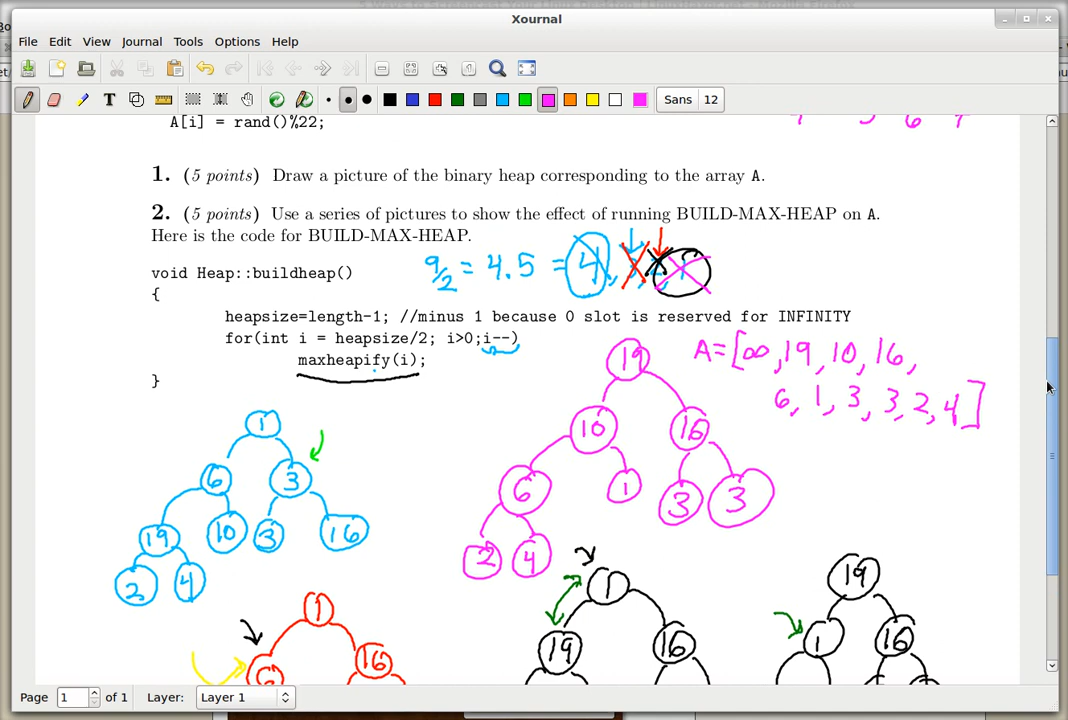 Xournal
File Edit View Journal Tools Options Help
T Sans 12
A[i] = rand()%22;
1. (5 points) Draw a picture of the binary heap corresponding to the array A.
2. (5 points) Use a series of pictures to show the effect of running BUILD-MAX-HEAP on A.
Here is the code for BUILD-MAX-HEAP.
9/2 = 4.5 = 4,
void Heap::buildheap()
{
heapsize=length-1; //minus 1 because 0 slot is reserved for INFINITY
for(int i = heapsize/2; i>0;i--)
maxheapify(i);
}
A=[∞,19,10,16,
6,1,3,3,2,4]
1
6 3
19 10 3 16
2 4
19
10 16
6 1 3 3
2 4
1
6 16
1
19 16
19
1 16
Page 1 of 1 Layer: Layer 1